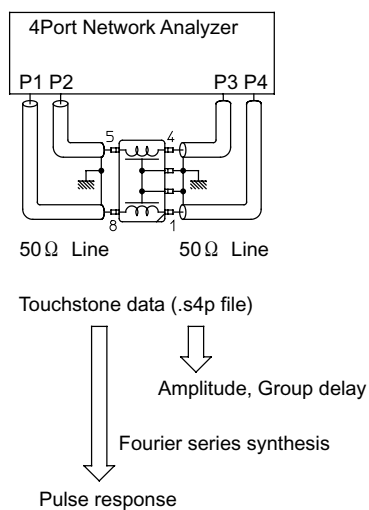 4Port Network Analyzer
P1 P2 P3 P4
5 4
8 1
50Ω Line 50Ω Line
Touchstone data (.s4p file)
Amplitude, Group delay
Fourier series synthesis
Pulse response